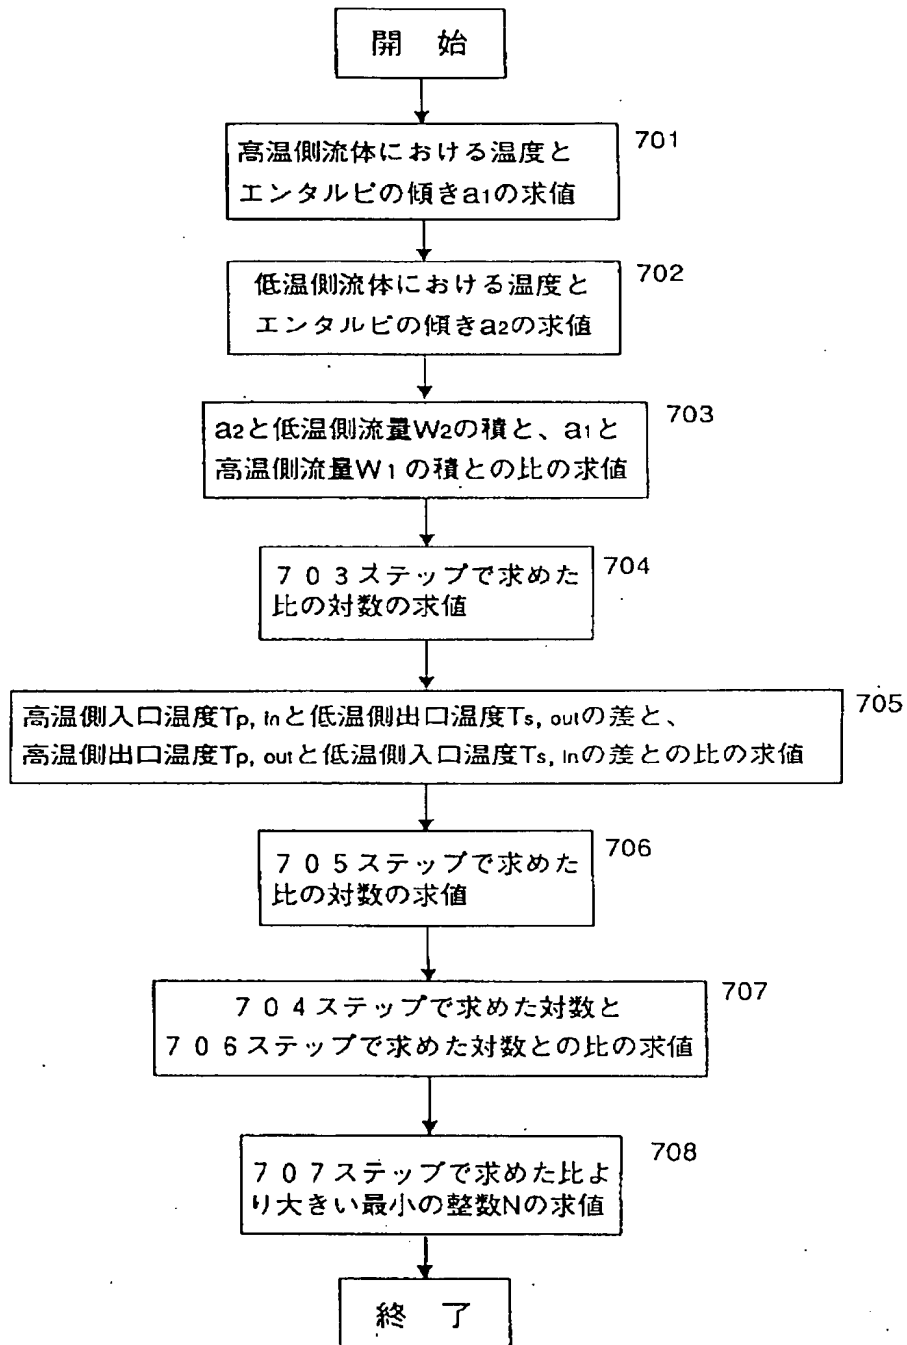 開 始
701
高温側流体における温度と
エンタルピの傾きa1の求値
702
低温側流体における温度と
エンタルピの傾きa2の求値
703
a2と低温側流量W2の積と、a1と
高温側流量W1の積との比の求値
704
703ステップで求めた
比の対数の求値
705
高温側入口温度Tp, inと低温側出口温度Ts, outの差と、
高温側出口温度Tp, outと低温側入口温度Ts, inの差との比の求値
706
705ステップで求めた
比の対数の求値
707
704ステップで求めた対数と
706ステップで求めた対数との比の求値
708
707ステップで求めた比よ
り大きい最小の整数Nの求値
終 了